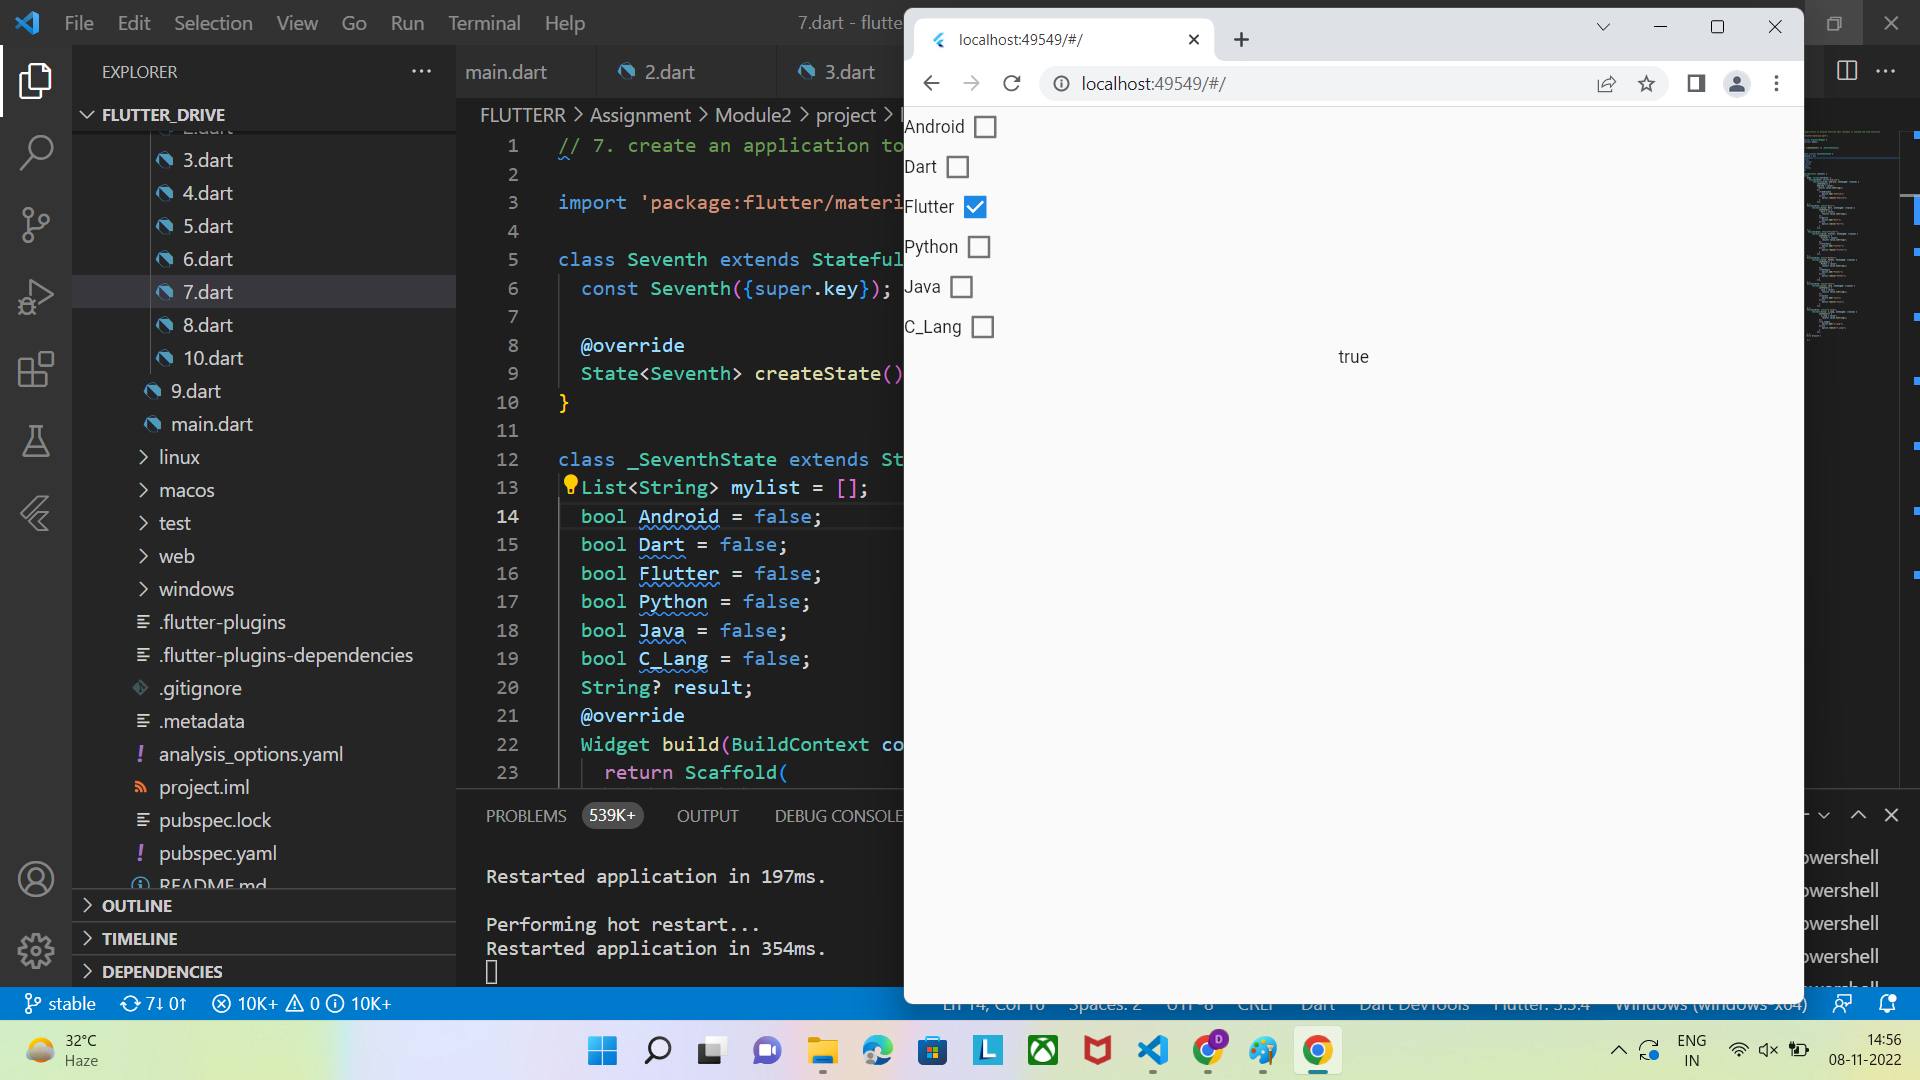 File Edit Selection View Go Run Terminal Help
7.dart - flutte
EXPLORER
FLUTTER_DRIVE
3.dart
4.dart
5.dart
6.dart
7.dart
8.dart
10.dart
9.dart
main.dart
linux
macos
test
web
windows
.flutter-plugins
.flutter-plugins-dependencies
.gitignore
.metadata
analysis_options.yaml
project.iml
pubspec.lock
pubspec.yaml
README.md
OUTLINE
TIMELINE
DEPENDENCIES
main.dart 2.dart 3.dart
FLUTTERR > Assignment > Module2 > project >
1 // 7. create an application to
2
3 import 'package:flutter/materi
4
5 class Seventh extends Stateful
6 const Seventh({super.key});
7
8 @override
9 State<Seventh> createState()
10 }
11
12 class _SeventhState extends St
13 List<String> mylist = [];
14 bool Android = false;
15 bool Dart = false;
16 bool Flutter = false;
17 bool Python = false;
18 bool Java = false;
19 bool C_Lang = false;
20 String? result;
21 @override
22 Widget build(BuildContext co
23 return Scaffold(
PROBLEMS 539K+ OUTPUT DEBUG CONSOLE
Restarted application in 197ms.
Performing hot restart...
Restarted application in 354ms.
localhost:49549/#/
localhost:49549/#/
Android
Dart
Flutter
Python
Java
C_Lang
true
owershell
owershell
owershell
owershell
stable 7↓ 0↑ 10K+ 0 10K+
Ln 14, Col 16 Spaces: 2 UTF-8 CRLF Dart Dart DevTools Flutter: 3.3.4 Windows (windows-x64)
32°C
Haze
ENG
IN
14:56
08-11-2022